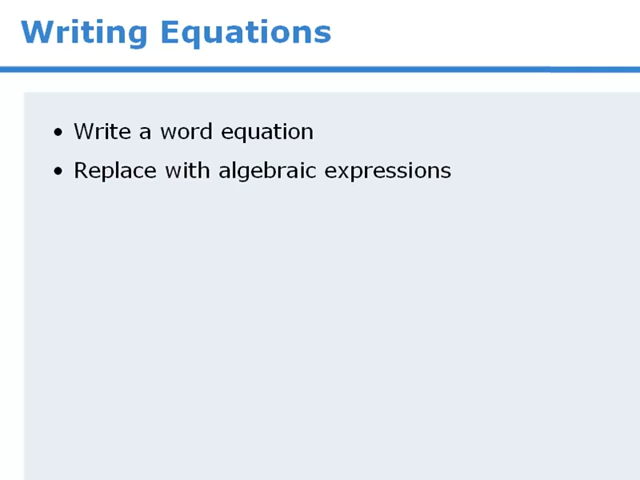 Writing Equations
• Write a word equation
• Replace with algebraic expressions